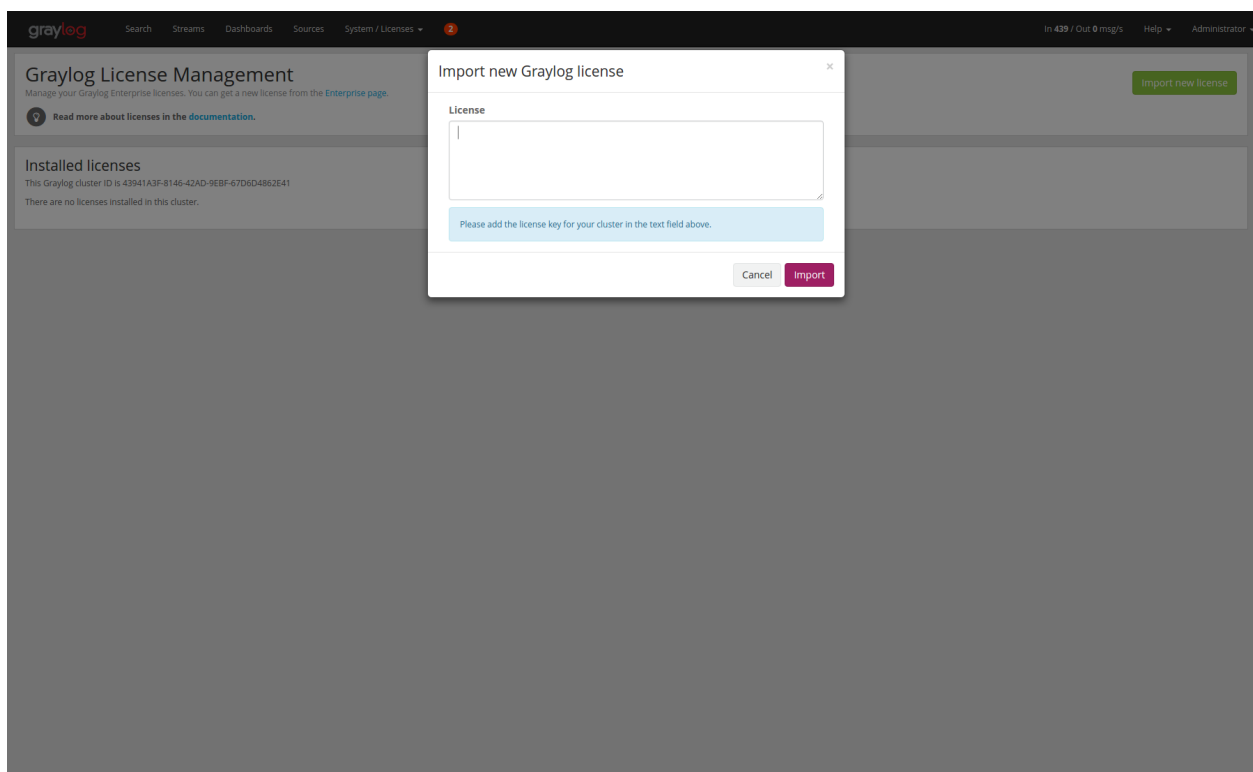 graylog Search Streams Dashboards Sources System / Licenses 2 In 439 / Out 0 msg/s Help Administrator
Graylog License Management
Manage your Graylog Enterprise licenses. You can get a new license from the Enterprise page.
Read more about licenses in the documentation.
Import new license
Installed licenses
This Graylog cluster ID is 43941A3F-8146-42AD-9EBF-67D6D4862E41
There are no licenses installed in this cluster.
Import new Graylog license ×
License
Please add the license key for your cluster in the text field above.
Cancel Import